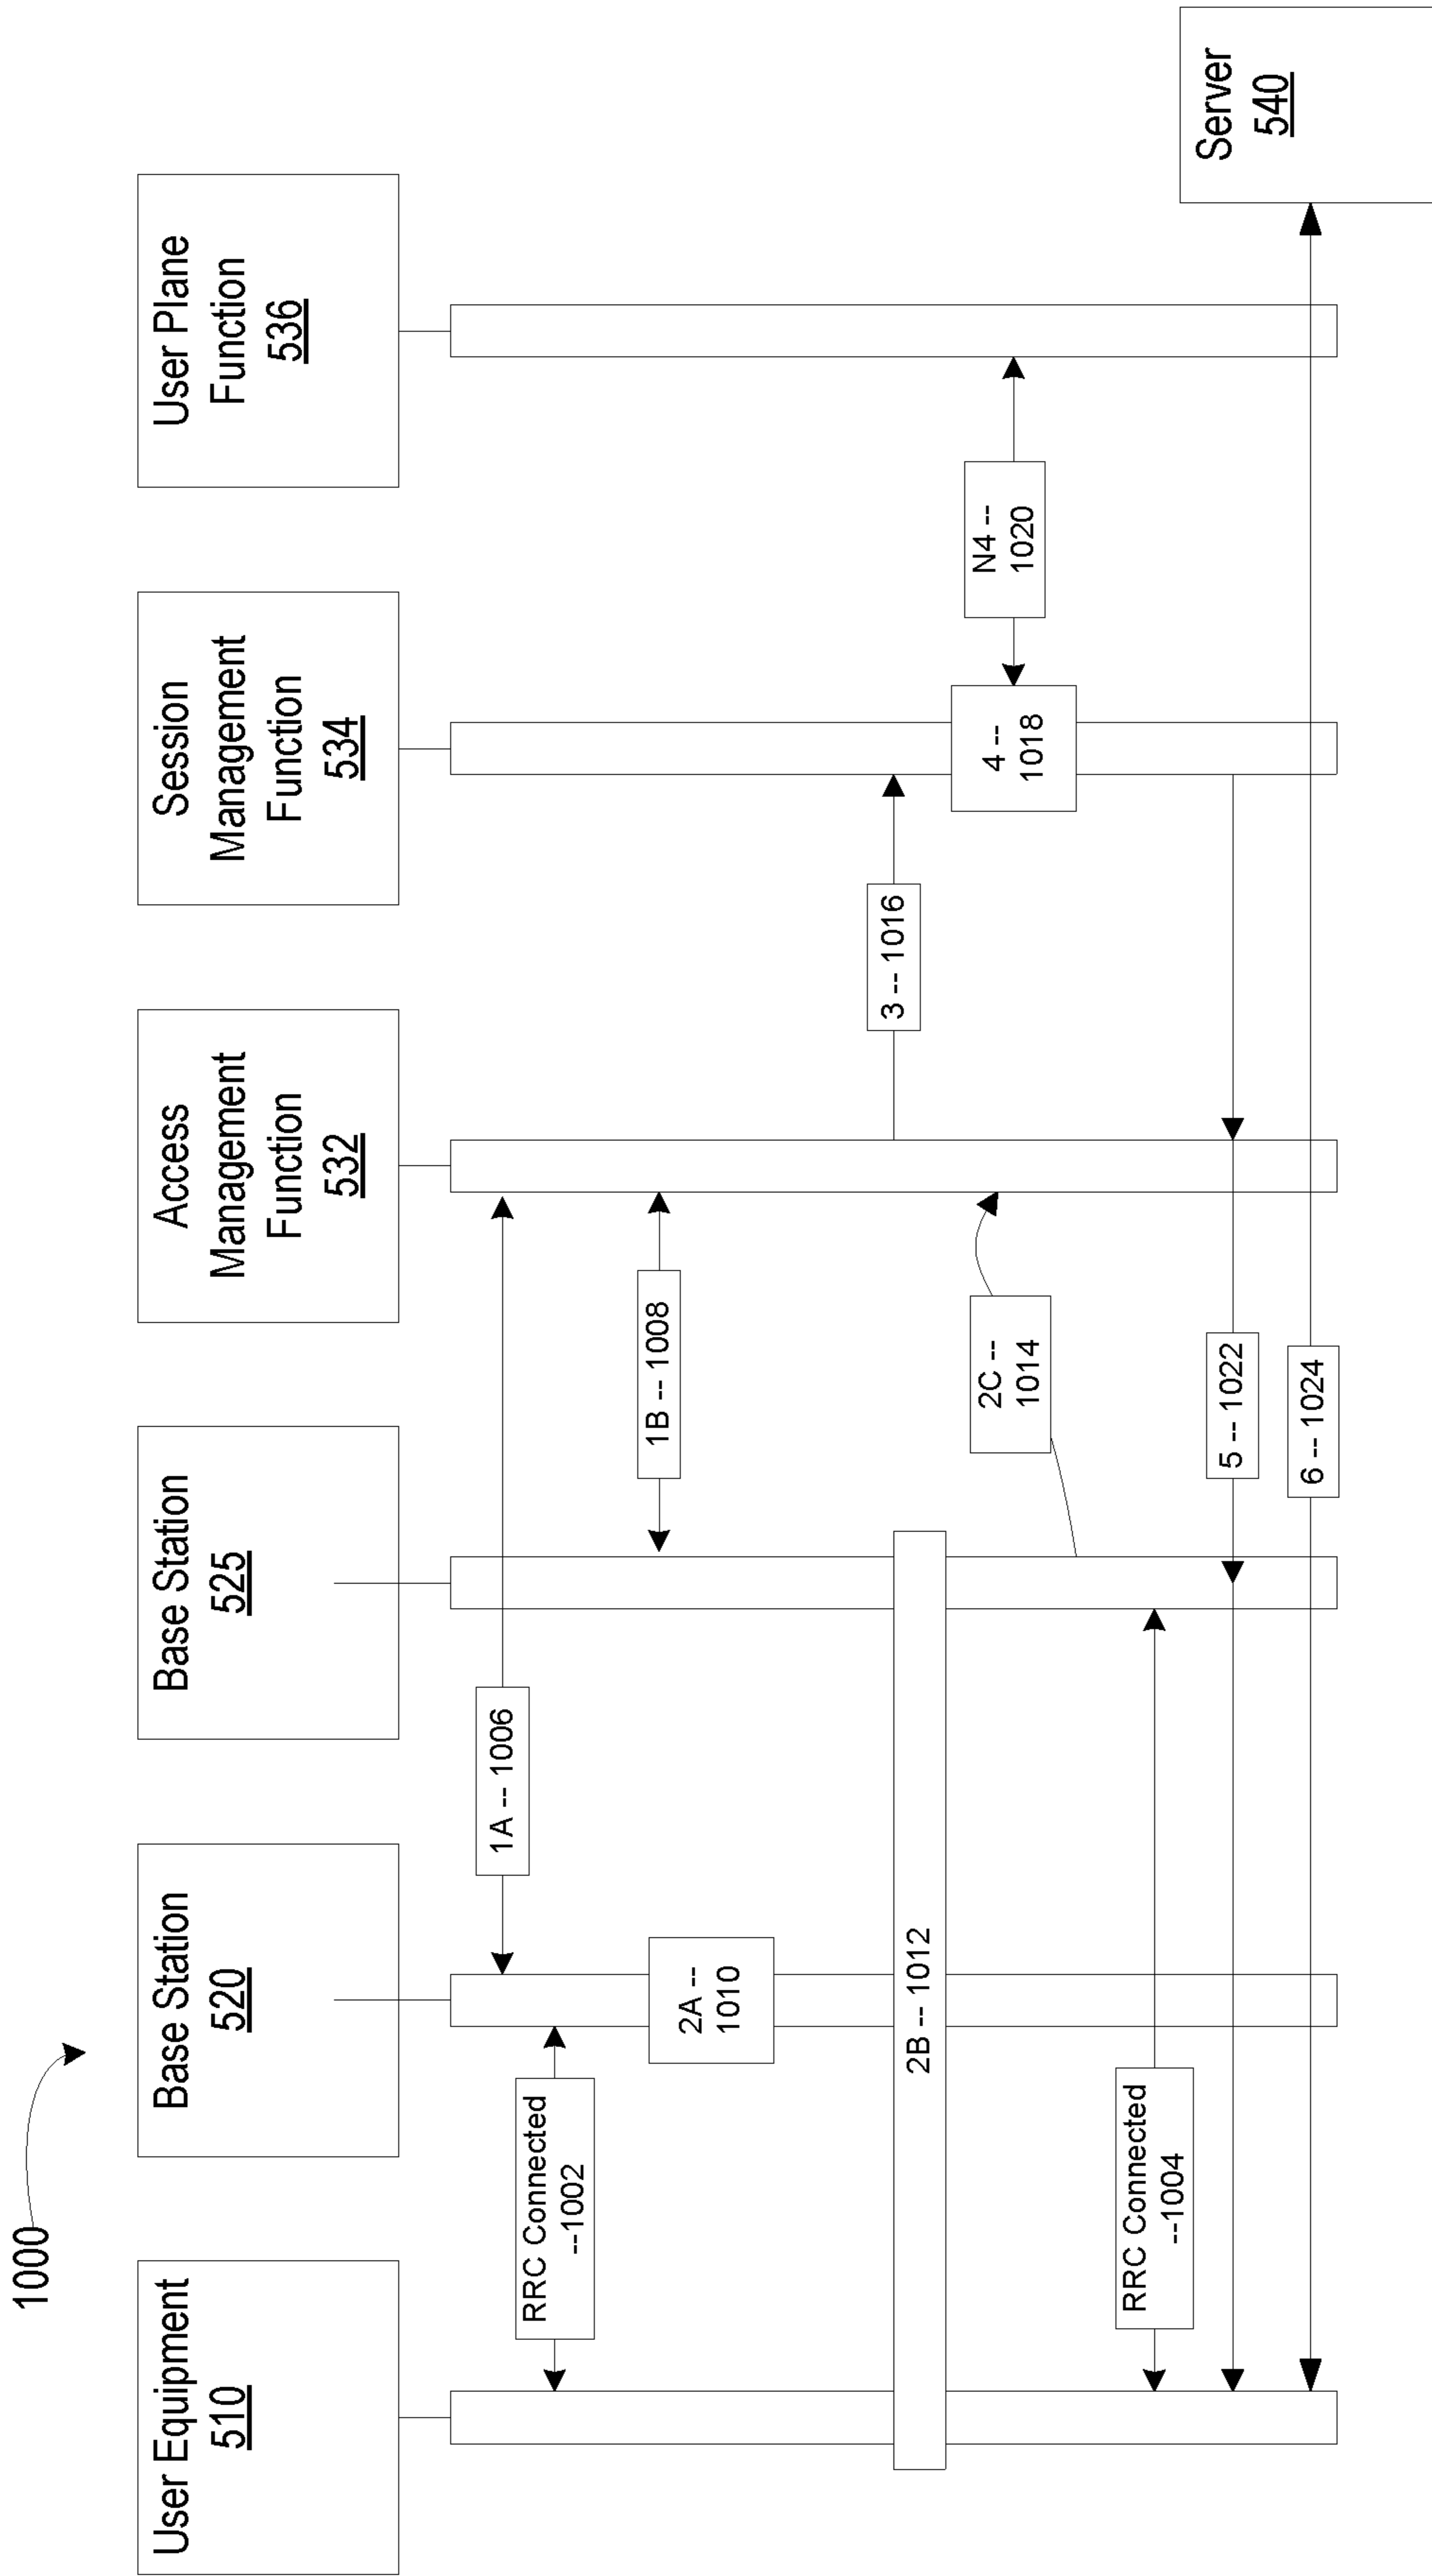 1000
User Equipment
510
Base Station
520
Base Station
525
Access
Management
Function
532
Session
Management
Function
534
User Plane
Function
536
1A -- 1006
RRC Connected
--1002
1B -- 1008
2A --
1010
3 -- 1016
2B -- 1012
4 --
1018
N4 --
1020
2C --
1014
RRC Connected
--1004
5 -- 1022
6 -- 1024
Server
540